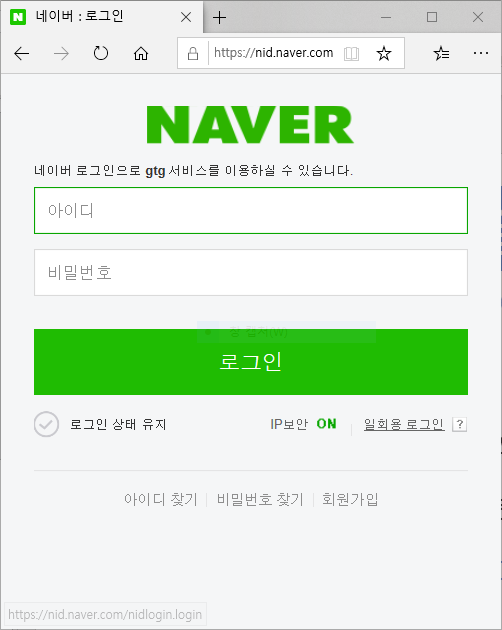 네이버 : 로그인
https://nid.naver.com
NAVER
네이버 로그인으로 gtg 서비스를 이용하실 수 있습니다.
아이디
비밀번호
로그인
로그인 상태 유지 IP보안 ON 일회용 로그인 ?
아이디 찾기 비밀번호 찾기 회원가입
https://nid.naver.com/nidlogin.login